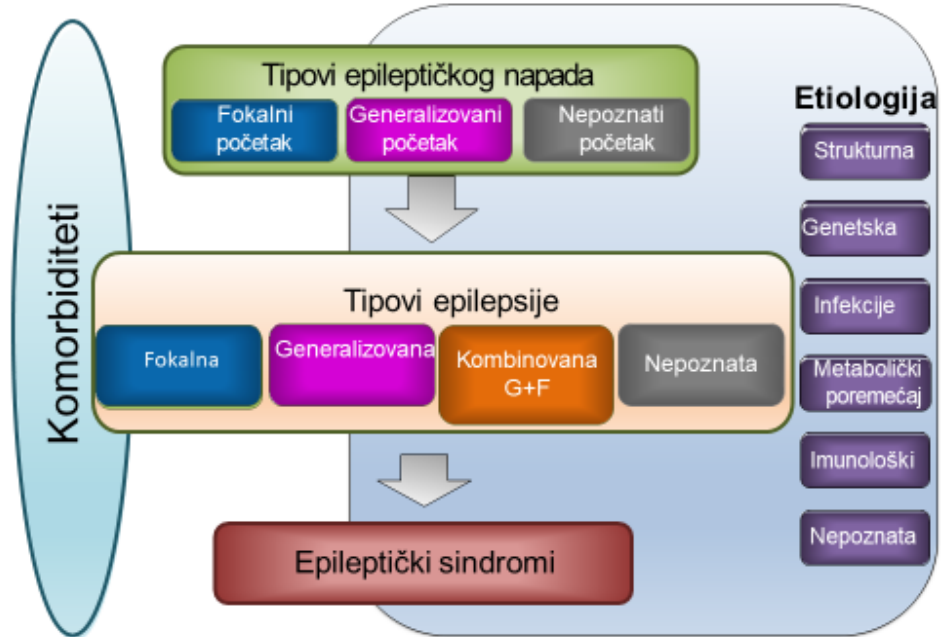 Komorbiditeti
Tipovi epileptičkog napada
Fokalni
početak
Generalizovani
početak
Nepoznati
početak
Tipovi epilepsije
Fokalna
Generalizovana
Kombinovana
G+F
Nepoznata
Epileptički sindromi
Etiologija
Strukturna
Genetska
Infekcije
Metabolički
poremećaj
Imunološki
Nepoznata